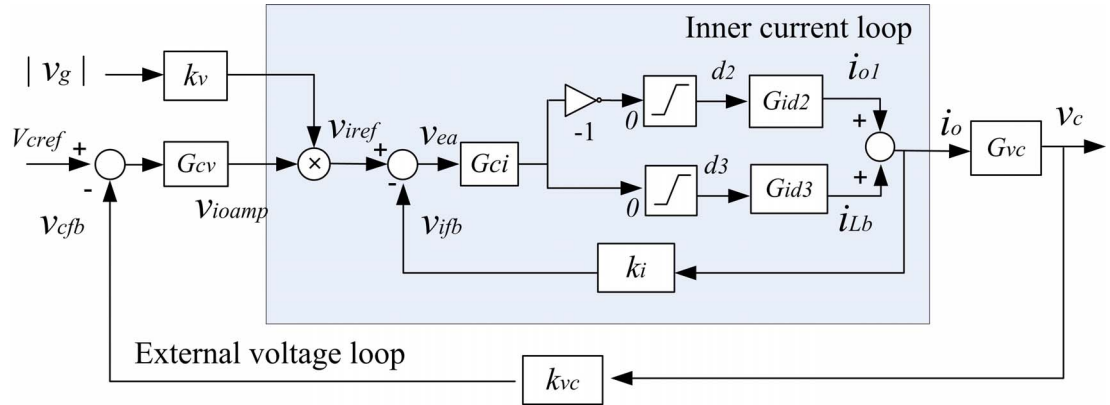 Inner current loop
| vg |
kv
d2
io1
Gid2
-1
0
+
viref
vea
Vcref
+
-
Gcv
×
+
-
Gci
io
Gvc
vc
d3
Gid3
+
0
iLb
vcfb
vioamp
vifb
ki
External voltage loop
kvc